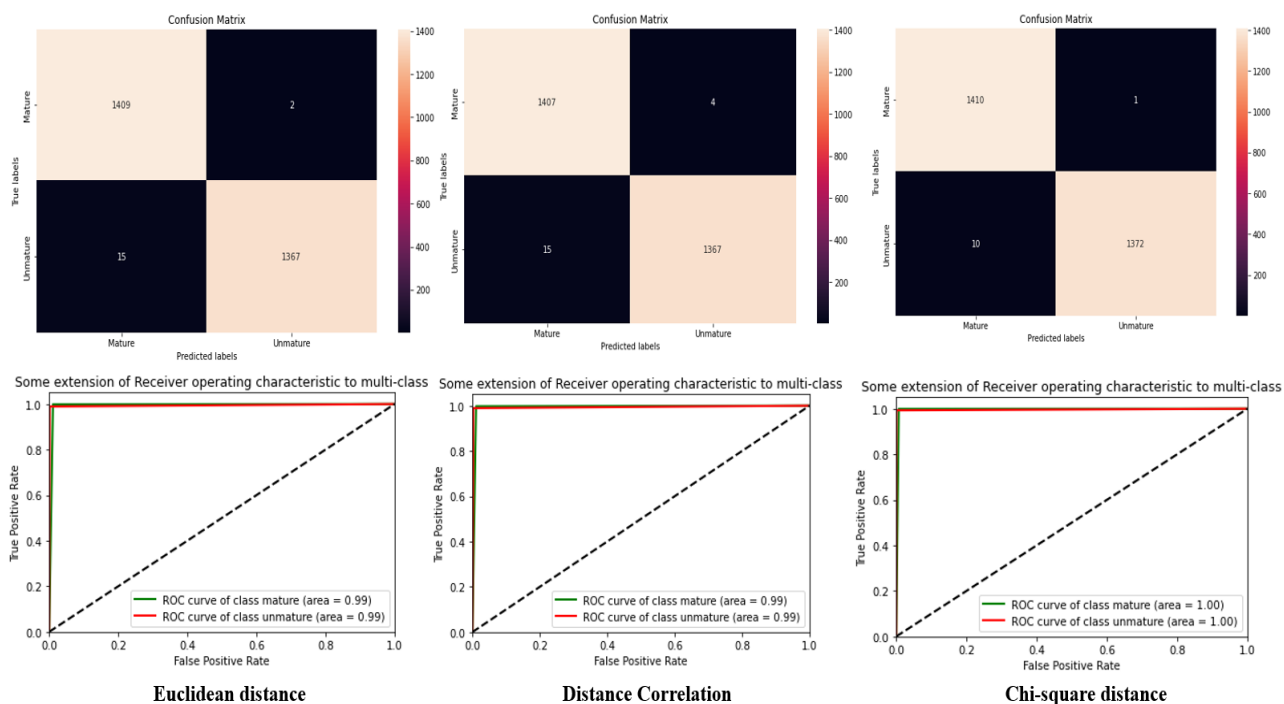 Confusion Matrix
1409
2
15
1367
Mature
Unmature
True labels
Mature
Unmature
Predicted labels
1400
1200
1000
800
600
400
200
Confusion Matrix
1407
4
15
1367
Mature
Unmature
True labels
Mature
Unmature
Predicted labels
1400
1200
1000
800
600
400
200
Confusion Matrix
1410
1
10
1372
Mature
Unmature
True labels
Mature
Unmature
Predicted labels
1400
1200
1000
800
600
400
200
Some extension of Receiver operating characteristic to multi-class
True Positive Rate
1.0
0.8
0.6
0.4
0.2
0.0
ROC curve of class mature (area = 0.99)
ROC curve of class unmature (area = 0.99)
0.0 0.2 0.4 0.6 0.8 1.0
False Positive Rate
Euclidean distance
Some extension of Receiver operating characteristic to multi-class
True Positive Rate
1.0
0.8
0.6
0.4
0.2
0.0
ROC curve of class mature (area = 0.99)
ROC curve of class unmature (area = 0.99)
0.0 0.2 0.4 0.6 0.8 1.0
False Positive Rate
Distance Correlation
Some extension of Receiver operating characteristic to multi-class
True Positive Rate
1.0
0.8
0.6
0.4
0.2
0.0
ROC curve of class mature (area = 1.00)
ROC curve of class unmature (area = 1.00)
0.0 0.2 0.4 0.6 0.8 1.0
False Positive Rate
Chi-square distance